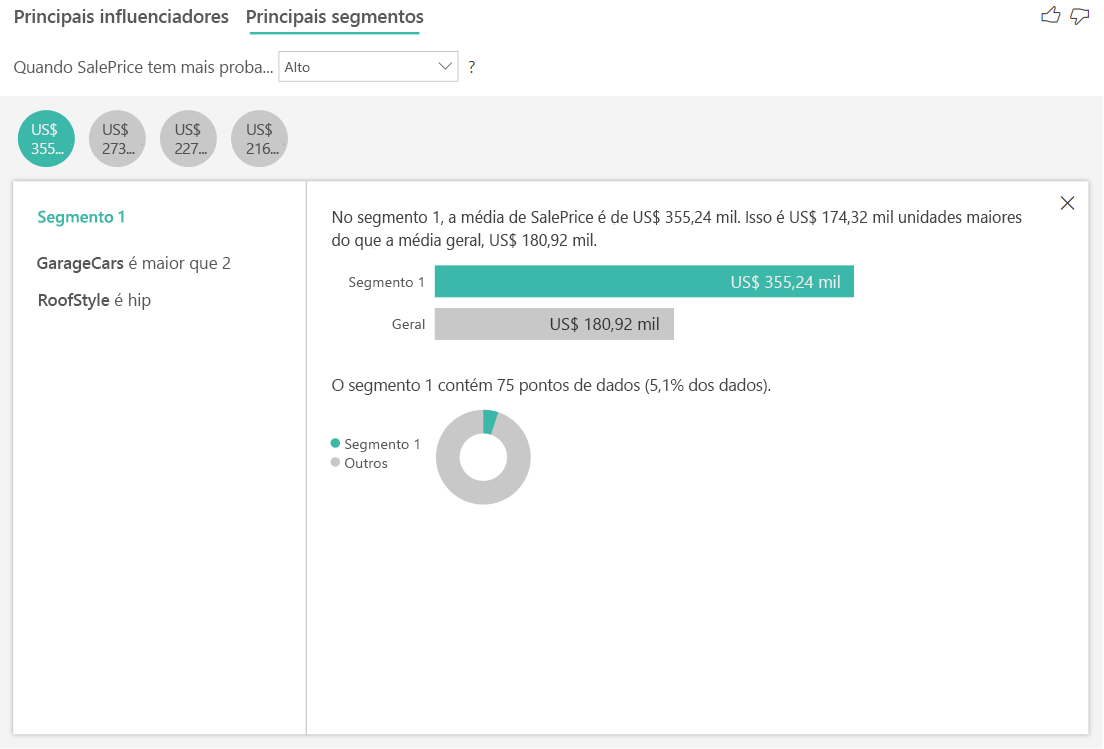 Principais influenciadores Principais segmentos
Quando SalePrice tem mais proba... Alto ?
US$ 355... US$ 273... US$ 227... US$ 216...
Segmento 1
GarageCars é maior que 2
RoofStyle é hip
No segmento 1, a média de SalePrice é de US$ 355,24 mil. Isso é US$ 174,32 mil unidades maiores
do que a média geral, US$ 180,92 mil.
Segmento 1 US$ 355,24 mil
Geral US$ 180,92 mil
O segmento 1 contém 75 pontos de dados (5,1% dos dados).
Segmento 1
Outros